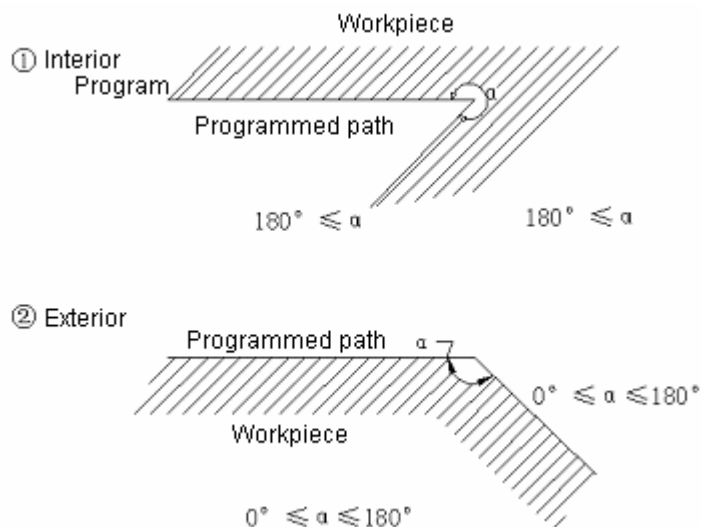 Workpiece
① Interior
Program
α
Programmed path
180° ≤ α
180° ≤ α
② Exterior
Programmed path
α
0° ≤ α ≤180°
Workpiece
0° ≤ α ≤180°